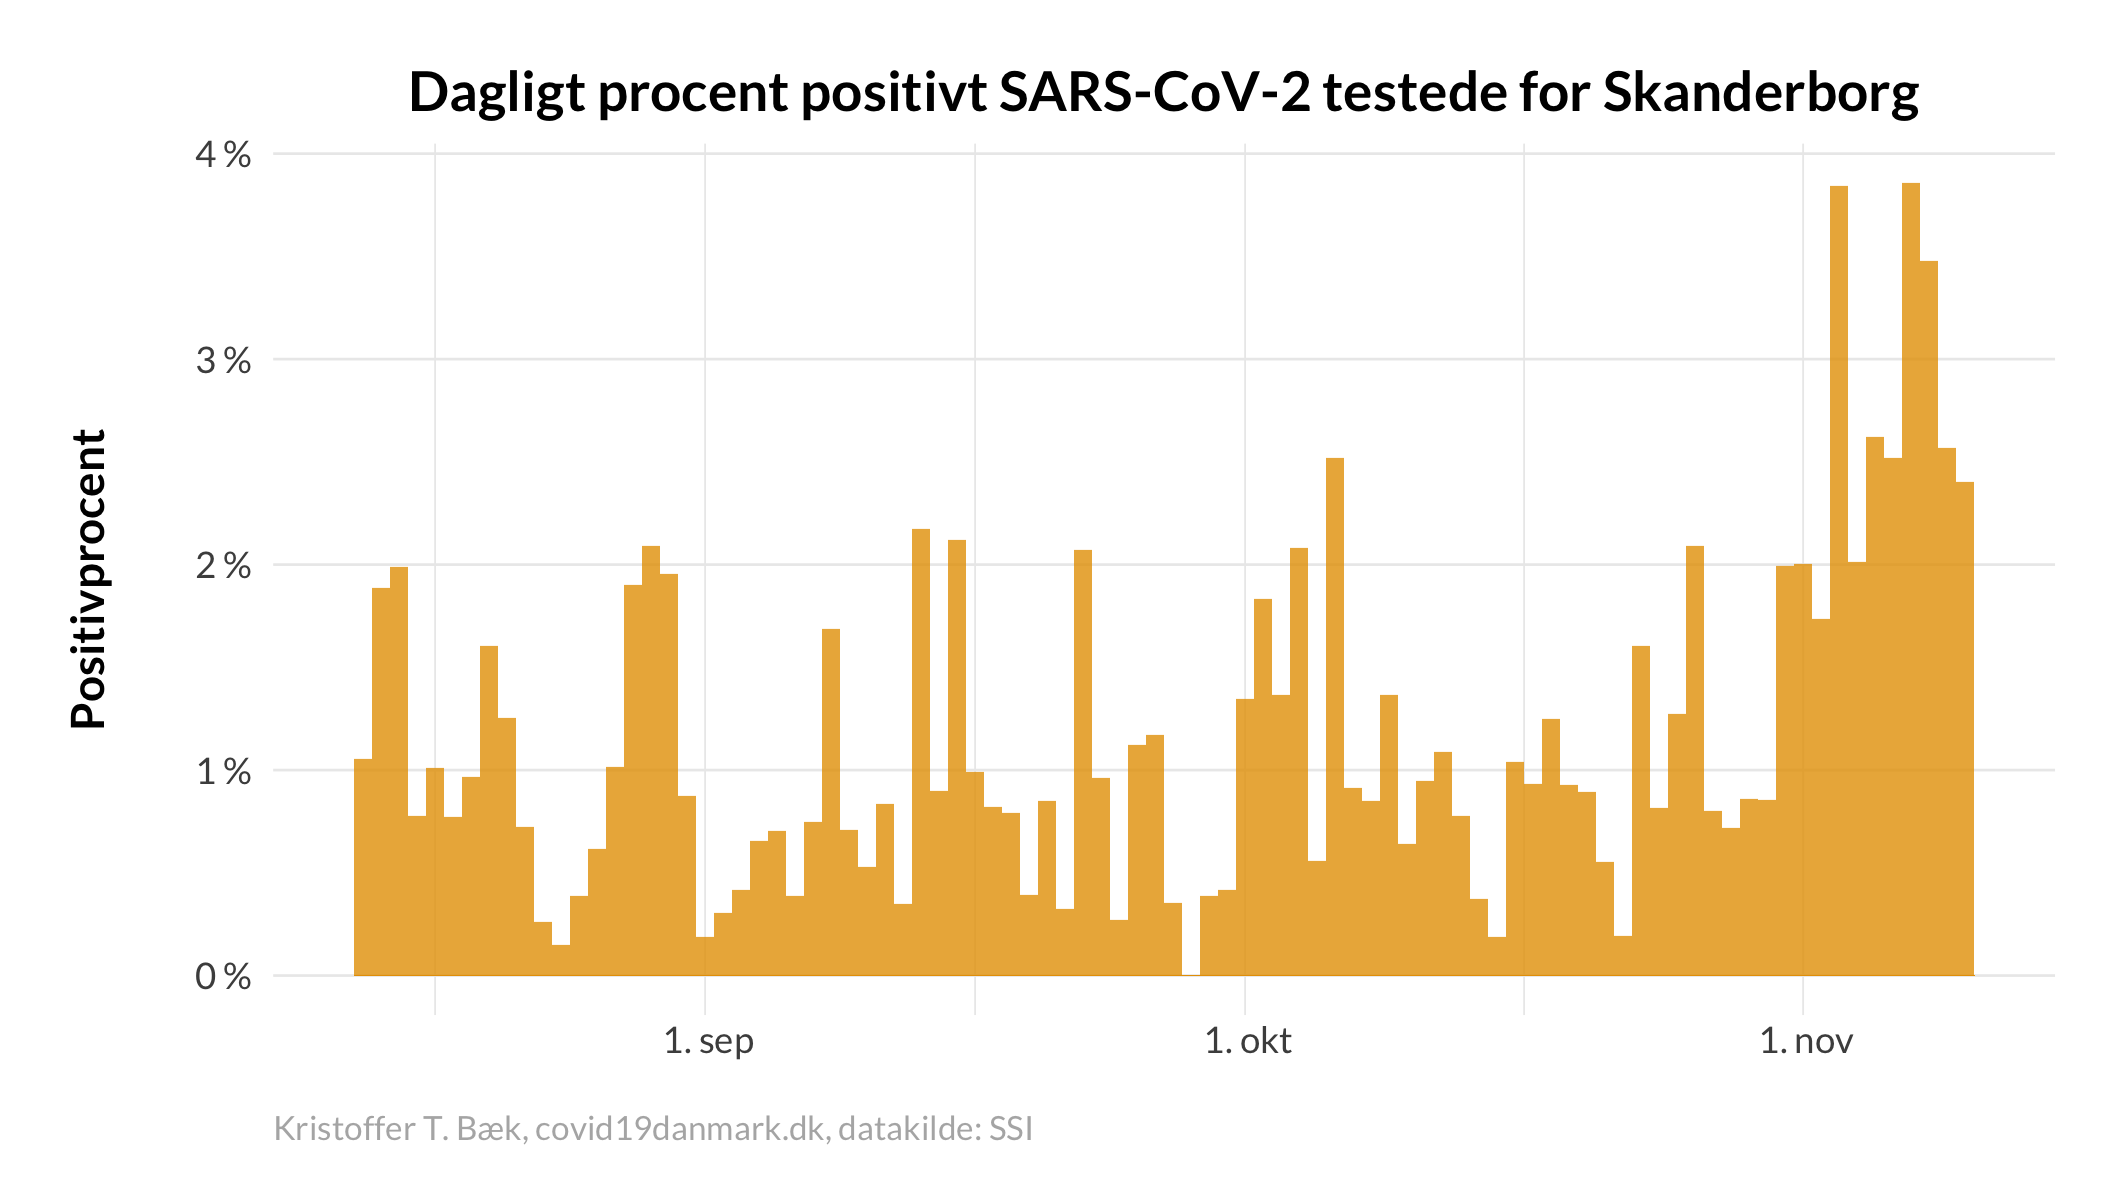 Dagligt procent positivt SARS-CoV-2 testede for Skanderborg
4 %
3 %
2 %
1 %
0 %
Positivprocent
1. sep
1. okt
1. nov
Kristoffer T. Bæk, covid19danmark.dk, datakilde: SSI